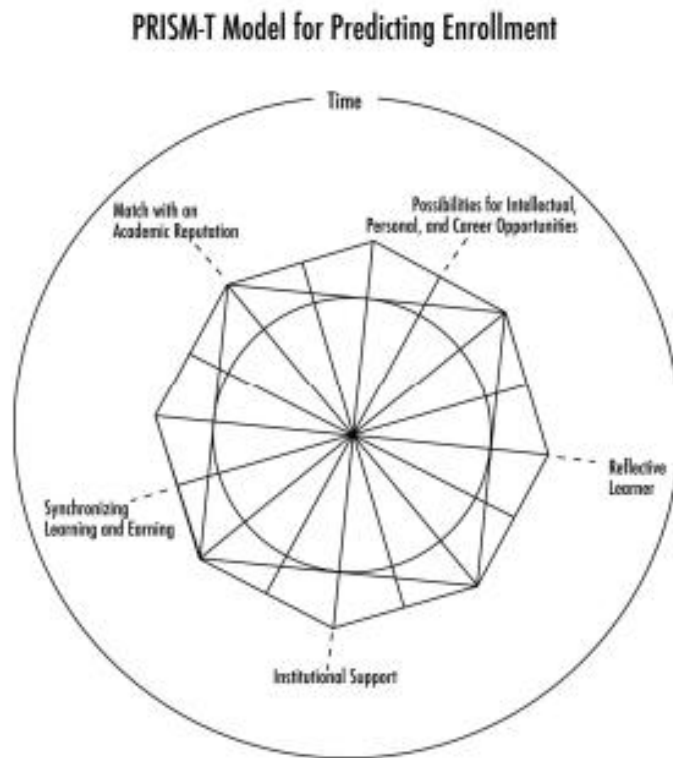 PRISM-T Model for Predicting Enrollment
Time
Match with an
Academic Reputation
Possibilities for Intellectual,
Personal, and Career Opportunities
Reflective
Learner
Synchronizing
Learning and Earning
Institutional Support